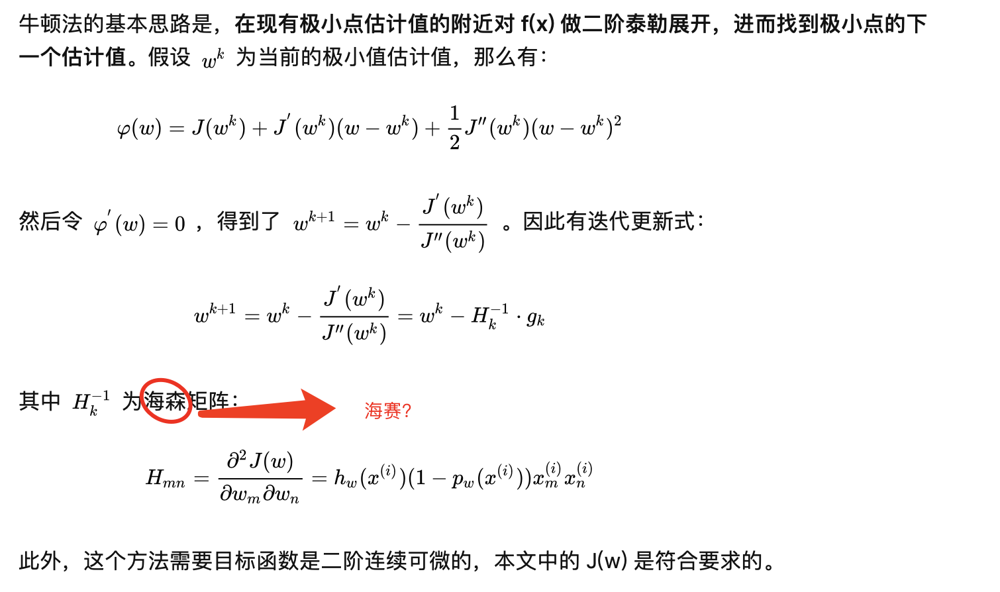 牛顿法的基本思路是，在现有极小点估计值的附近对 f(x) 做二阶泰勒展开，进而找到极小点的下
一个估计值。假设 w^k 为当前的极小值估计值，那么有：
φ(w) = J(w^k) + J′(w^k)(w − w^k) + \frac{1}{2}J″(w^k)(w − w^k)^2
然后令 φ′(w) = 0 ，得到了 w^{k+1} = w^k − \frac{J′(w^k)}{J″(w^k)} 。因此有迭代更新式：
w^{k+1} = w^k − \frac{J′(w^k)}{J″(w^k)} = w^k − H_k^{−1} · g_k
其中 H_k^{−1} 为海森矩阵：
海赛?
H_{mn} = \frac{∂^2 J(w)}{∂w_m ∂w_n} = h_w(x^{(i)})(1 − p_w(x^{(i)}))x_m^{(i)} x_n^{(i)}
此外，这个方法需要目标函数是二阶连续可微的，本文中的 J(w) 是符合要求的。